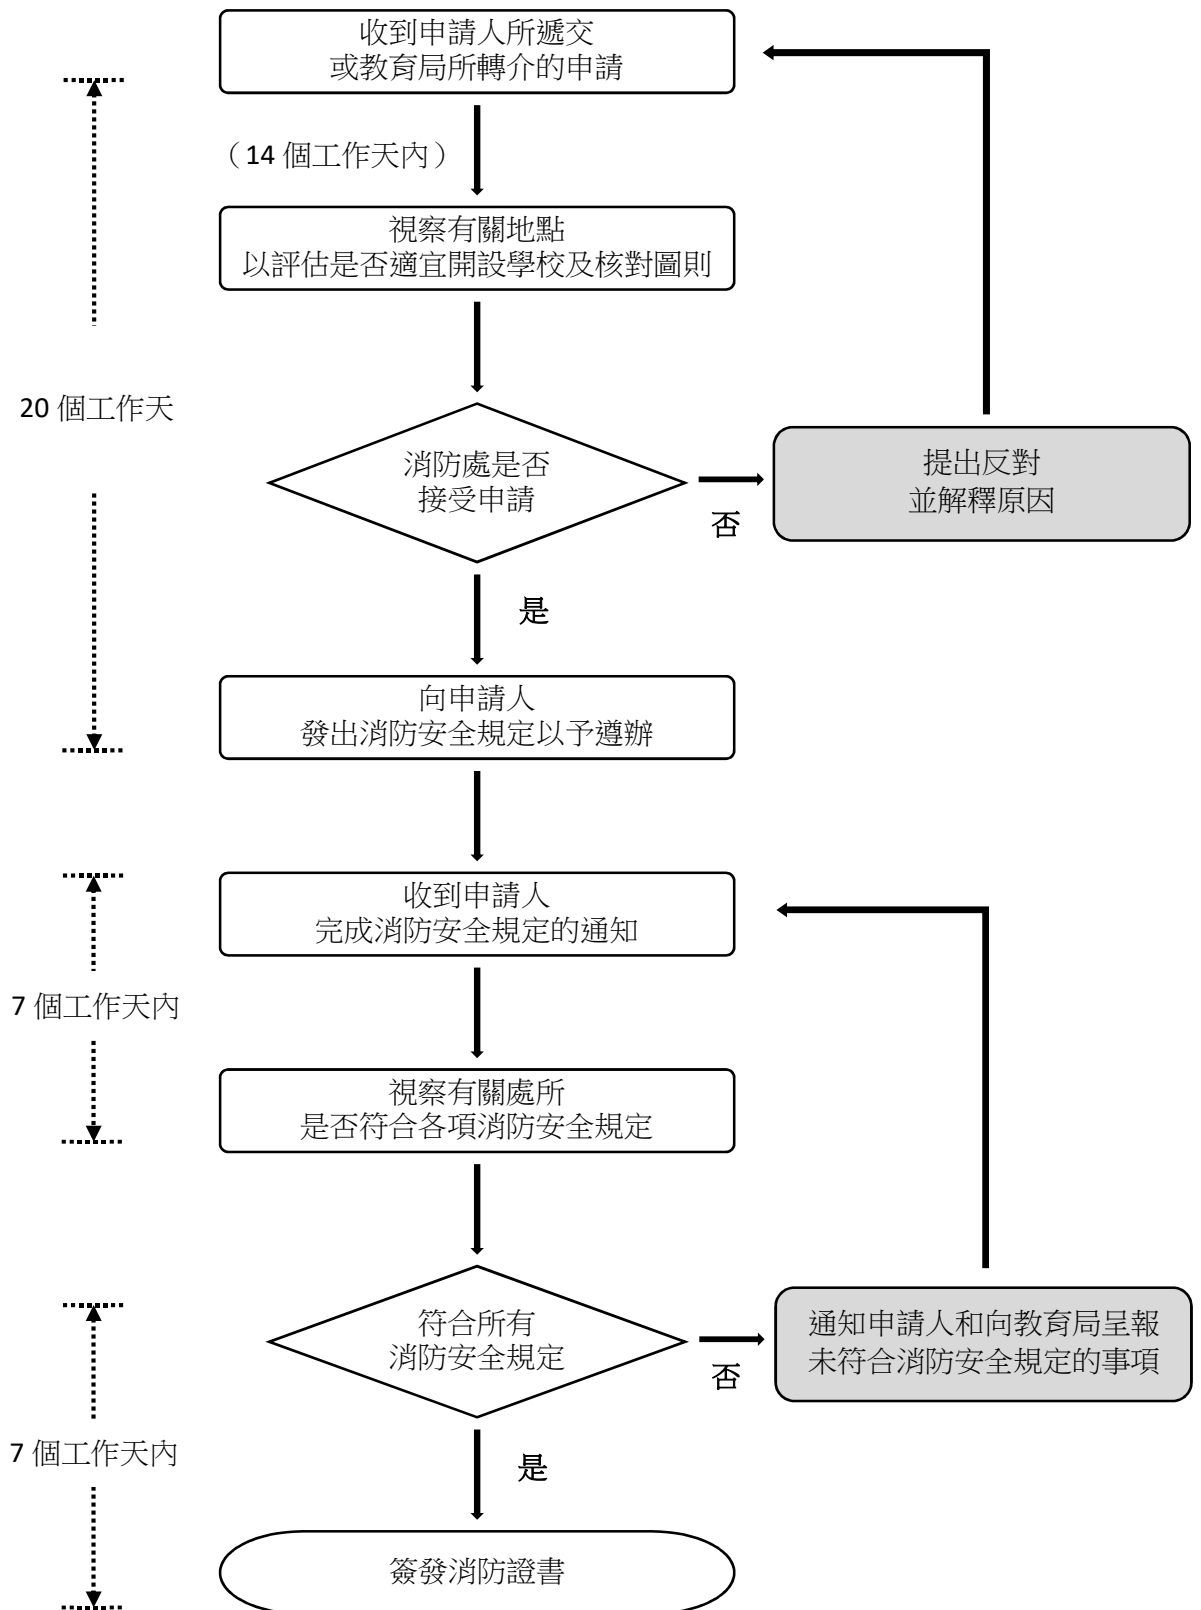 收到申請人所遞交
或教育局所轉介的申請
（14 個工作天內）
視察有關地點
以評估是否適宜開設學校及核對圖則
20 個工作天
消防處是否
接受申請
否
提出反對
並解釋原因
是
向申請人
發出消防安全規定以予遵辦
收到申請人
完成消防安全規定的通知
7 個工作天內
視察有關處所
是否符合各項消防安全規定
符合所有
消防安全規定
否
通知申請人和向教育局呈報
未符合消防安全規定的事項
7 個工作天內
是
簽發消防證書